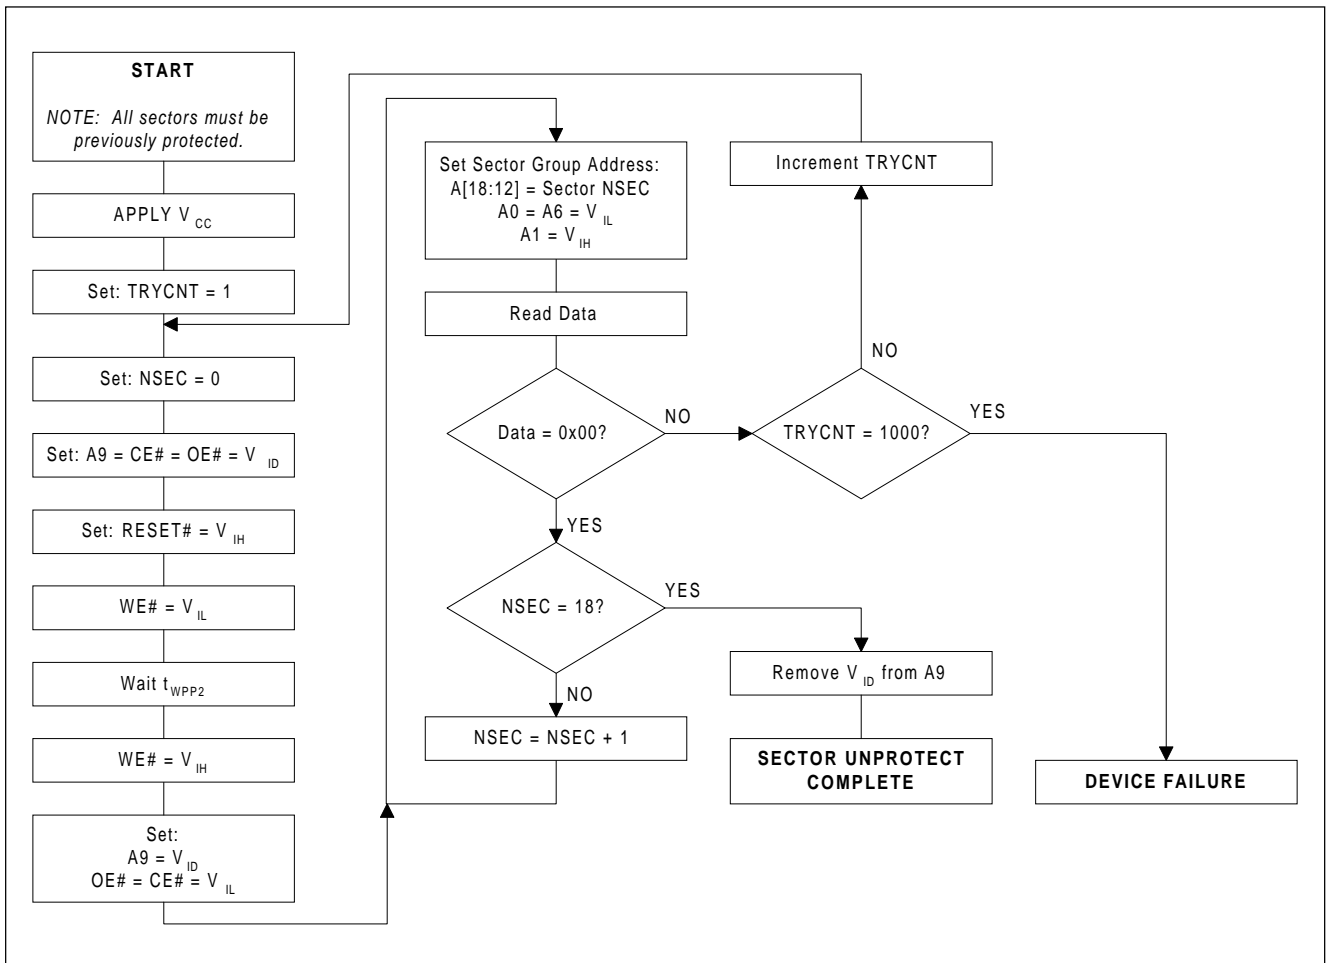 START
NOTE: All sectors must be
previously protected.
APPLY V CC
Set: TRYCNT = 1
Set: NSEC = 0
Set: A9 = CE# = OE# = V ID
Set: RESET# = V IH
WE# = V IL
Wait t WPP2
WE# = V IH
Set:
A9 = V ID
OE# = CE# = V IL
Set Sector Group Address:
A[18:12] = Sector NSEC
A0 = A6 = V IL
A1 = V IH
Read Data
Data = 0x00?
NO
YES
NSEC = 18?
YES
NO
NSEC = NSEC + 1
Increment TRYCNT
NO
TRYCNT = 1000?
YES
Remove V ID from A9
SECTOR UNPROTECT
COMPLETE
DEVICE FAILURE